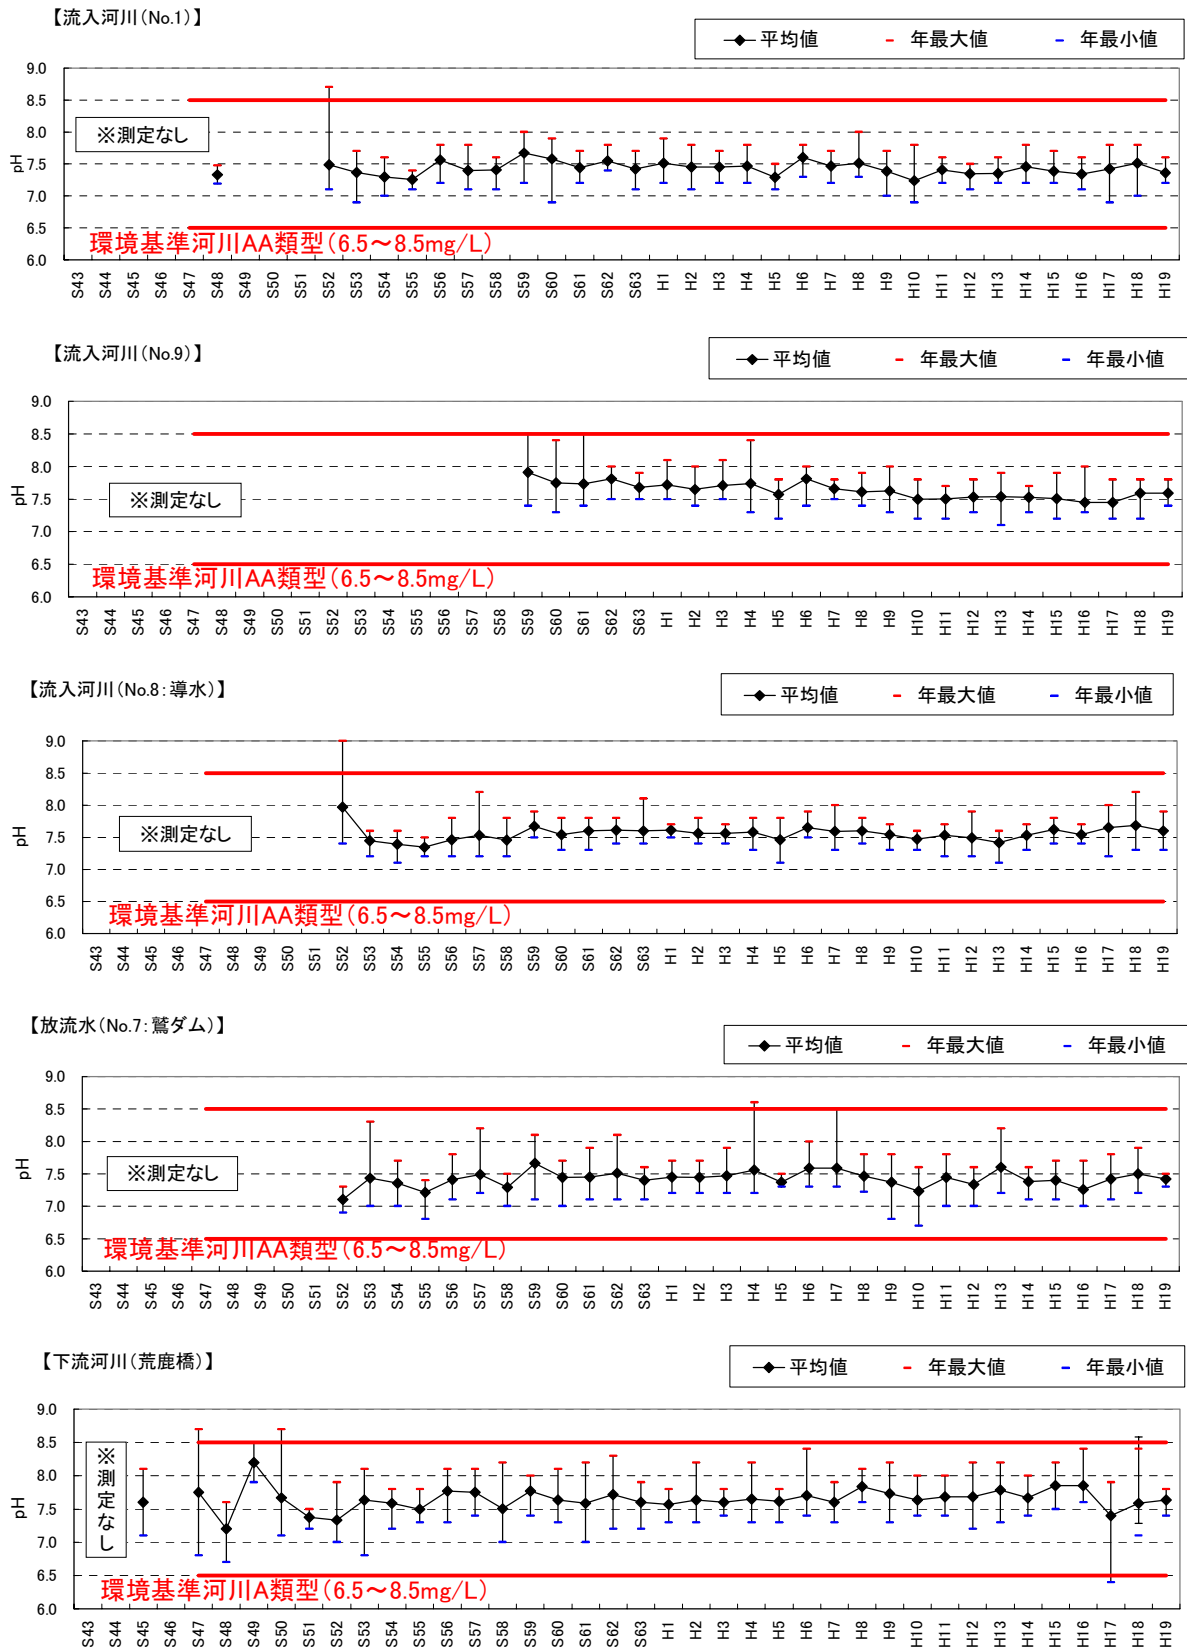 【流入河川(No.1)】
平均値 年最大値 年最小値
9.0
8.5
8.0
7.5
7.0
6.5
6.0
pH
※測定なし
環境基準河川AA類型(6.5～8.5mg/L)
S43 S44 S45 S46 S47 S48 S49 S50 S51 S52 S53 S54 S55 S56 S57 S58 S59 S60 S61 S62 S63 H1 H2 H3 H4 H5 H6 H7 H8 H9 H10 H11 H12 H13 H14 H15 H16 H17 H18 H19
【流入河川(No.9)】
平均値 年最大値 年最小値
9.0
8.5
8.0
7.5
7.0
6.5
6.0
pH
※測定なし
環境基準河川AA類型(6.5～8.5mg/L)
S43 S44 S45 S46 S47 S48 S49 S50 S51 S52 S53 S54 S55 S56 S57 S58 S59 S60 S61 S62 S63 H1 H2 H3 H4 H5 H6 H7 H8 H9 H10 H11 H12 H13 H14 H15 H16 H17 H18 H19
【流入河川(No.8:導水)】
平均値 年最大値 年最小値
9.0
8.5
8.0
7.5
7.0
6.5
6.0
pH
※測定なし
環境基準河川AA類型(6.5～8.5mg/L)
S43 S44 S45 S46 S47 S48 S49 S50 S51 S52 S53 S54 S55 S56 S57 S58 S59 S60 S61 S62 S63 H1 H2 H3 H4 H5 H6 H7 H8 H9 H10 H11 H12 H13 H14 H15 H16 H17 H18 H19
【放流水(No.7:鷲ダム)】
平均値 年最大値 年最小値
9.0
8.5
8.0
7.5
7.0
6.5
6.0
pH
※測定なし
環境基準河川AA類型(6.5～8.5mg/L)
S43 S44 S45 S46 S47 S48 S49 S50 S51 S52 S53 S54 S55 S56 S57 S58 S59 S60 S61 S62 S63 H1 H2 H3 H4 H5 H6 H7 H8 H9 H10 H11 H12 H13 H14 H15 H16 H17 H18 H19
【下流河川(荒鹿橋)】
平均値 年最大値 年最小値
9.0
8.5
8.0
7.5
7.0
6.5
6.0
pH
※測定なし
環境基準河川A類型(6.5～8.5mg/L)
S43 S44 S45 S46 S47 S48 S49 S50 S51 S52 S53 S54 S55 S56 S57 S58 S59 S60 S61 S62 S63 H1 H2 H3 H4 H5 H6 H7 H8 H9 H10 H11 H12 H13 H14 H15 H16 H17 H18 H19